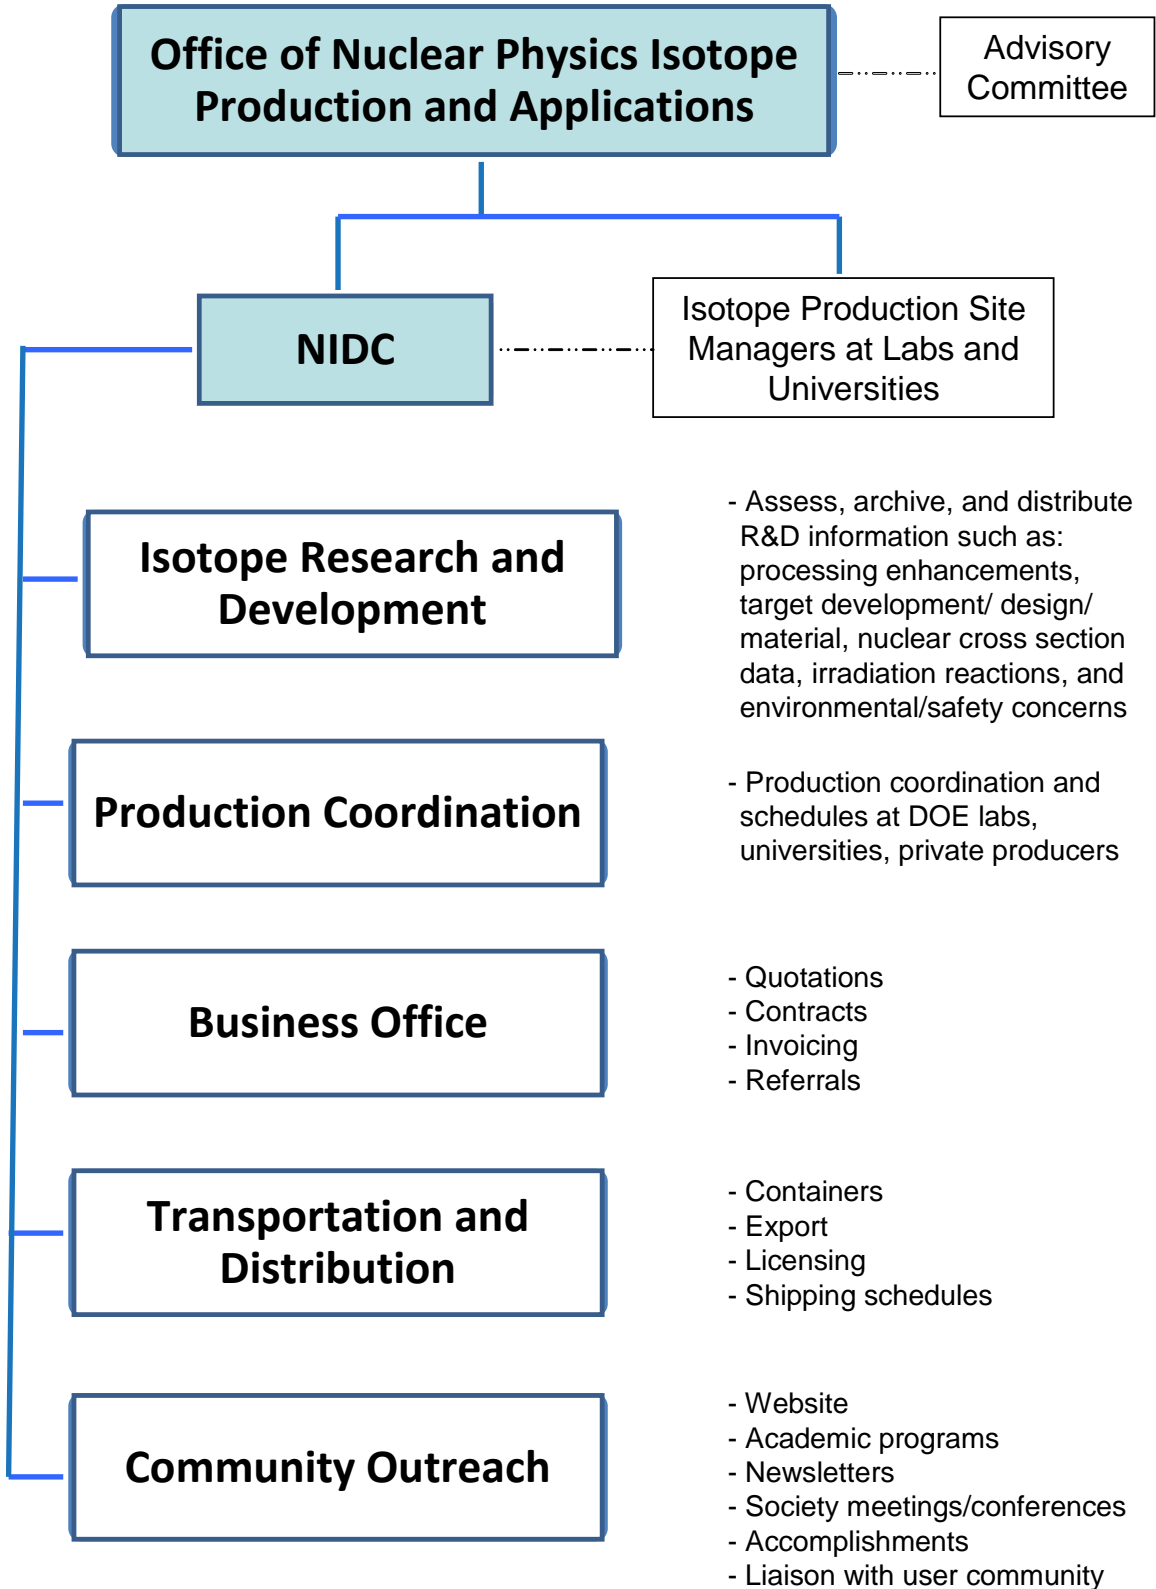 Office of Nuclear Physics Isotope
Production and Applications
Advisory
Committee
NIDC
Isotope Production Site
Managers at Labs and
Universities
Isotope Research and
Development
- Assess, archive, and distribute
R&D information such as:
processing enhancements,
target development/ design/
material, nuclear cross section
data, irradiation reactions, and
environmental/safety concerns
Production Coordination
- Production coordination and
schedules at DOE labs,
universities, private producers
Business Office
- Quotations
- Contracts
- Invoicing
- Referrals
Transportation and
Distribution
- Containers
- Export
- Licensing
- Shipping schedules
Community Outreach
- Website
- Academic programs
- Newsletters
- Society meetings/conferences
- Accomplishments
- Liaison with user community